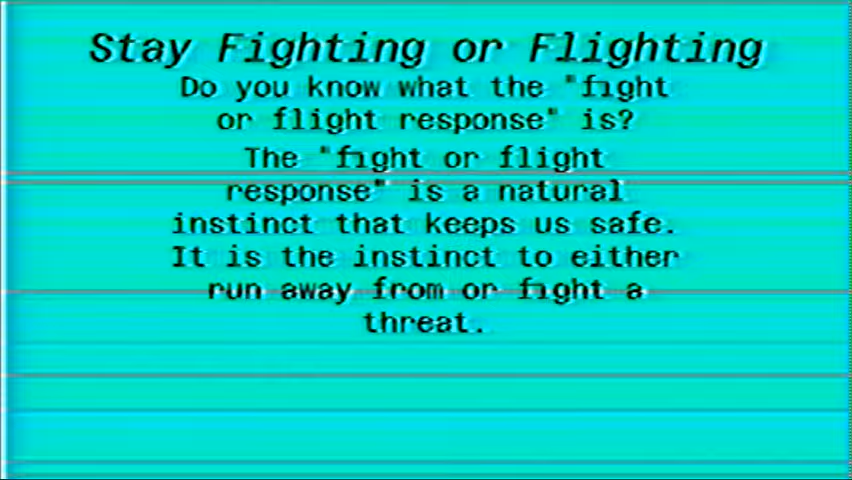 Stay Fighting or Flighting
Do you know what the "fight
or flight response" is?
The "fight or flight
response" is a natural
instinct that keeps us safe.
It is the instinct to either
run away from or fight a
threat.